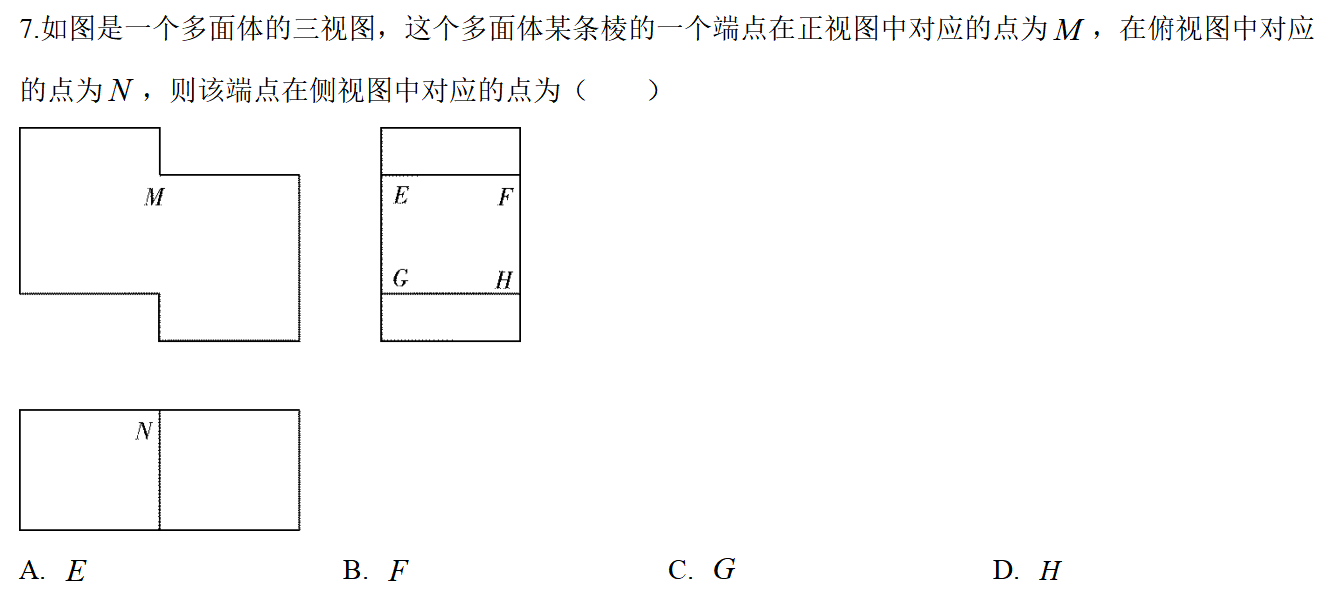 7.如图是一个多面体的三视图，这个多面体某条棱的一个端点在正视图中对应的点为M，在俯视图中对应
的点为N，则该端点在侧视图中对应的点为（　　）
M
E F
G H
N
A. E B. F C. G D. H